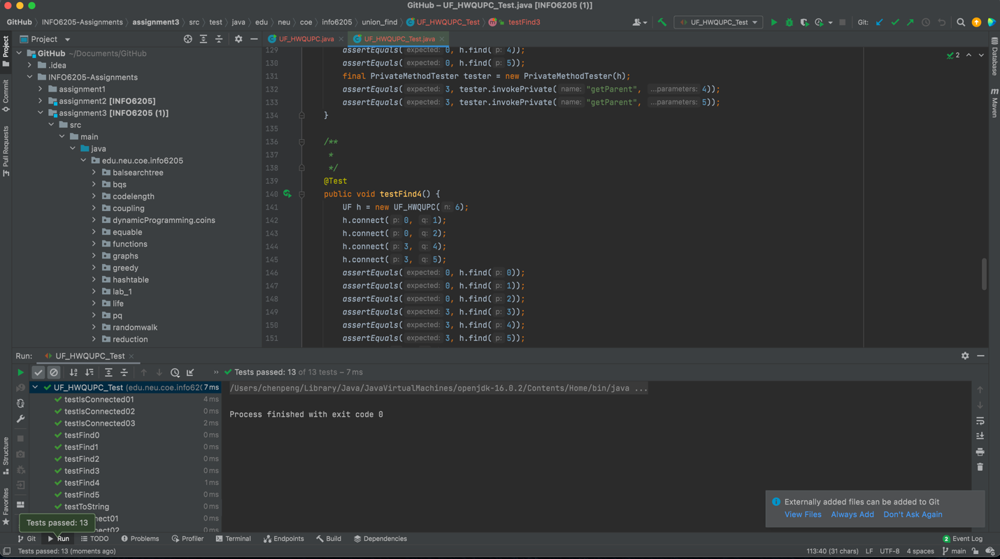 GitHub – UF_HWQUPC_Test.java [INFO6205 (1)]
GitHub INFO6205-Assignments assignment3 src test java edu neu coe info6205 union_find UF_HWQUPC_Test testFind3 UF_HWQUPC_Test Git:
Project
UF_HWQUPC.java UF_HWQUPC_Test.java
GitHub ~/Documents/GitHub
.idea
INFO6205-Assignments
assignment1
assignment2 [INFO6205]
assignment3 [INFO6205 (1)]
src
main
java
edu.neu.coe.info6205
balsearchtree
bqs
codelength
coupling
dynamicProgramming.coins
equable
functions
graphs
greedy
hashtable
lab_1
life
pq
randomwalk
reduction
129 assertEquals( expected: 0, h.find( p: 4));
130 assertEquals( expected: 0, h.find( p: 5));
131 final PrivateMethodTester tester = new PrivateMethodTester(h);
132 assertEquals( expected: 3, tester.invokePrivate( name: "getParent", ...parameters: 4));
133 assertEquals( expected: 3, tester.invokePrivate( name: "getParent", ...parameters: 5));
134 }
135
136 /**
137 *
138 */
139 @Test
140 public void testFind4() {
141 UF h = new UF_HWQUPC( n: 6);
142 h.connect( p: 0, q: 1);
143 h.connect( p: 0, q: 2);
144 h.connect( p: 3, q: 4);
145 h.connect( p: 3, q: 5);
146 assertEquals( expected: 0, h.find( p: 0));
147 assertEquals( expected: 0, h.find( p: 1));
148 assertEquals( expected: 0, h.find( p: 2));
149 assertEquals( expected: 3, h.find( p: 3));
150 assertEquals( expected: 3, h.find( p: 4));
151 assertEquals( expected: 3, h.find( p: 5));
2
Project
Commit
Pull Requests
Structure
Favorites
Database
m Maven
Run: UF_HWQUPC_Test
» Tests passed: 13 of 13 tests – 7 ms
UF_HWQUPC_Test (edu.neu.coe.info620 7 ms
testIsConnected01 4 ms
testIsConnected02 0 ms
testIsConnected03 2 ms
testFind0 0 ms
testFind1 0 ms
testFind2 0 ms
testFind3 0 ms
testFind4 1 ms
testFind5 0 ms
testToString 0 ms
nect01 0 ms
nect02 0 ms
/Users/chenpeng/Library/Java/JavaVirtualMachines/openjdk-16.0.2/Contents/Home/bin/java ...
Process finished with exit code 0
Tests passed: 13
Externally added files can be added to Git
View Files Always Add Don't Ask Again
Git Run TODO Problems Profiler Terminal Endpoints Build Dependencies 2 Event Log
Tests passed: 13 (moments ago) 113:40 (31 chars) LF UTF-8 4 spaces main